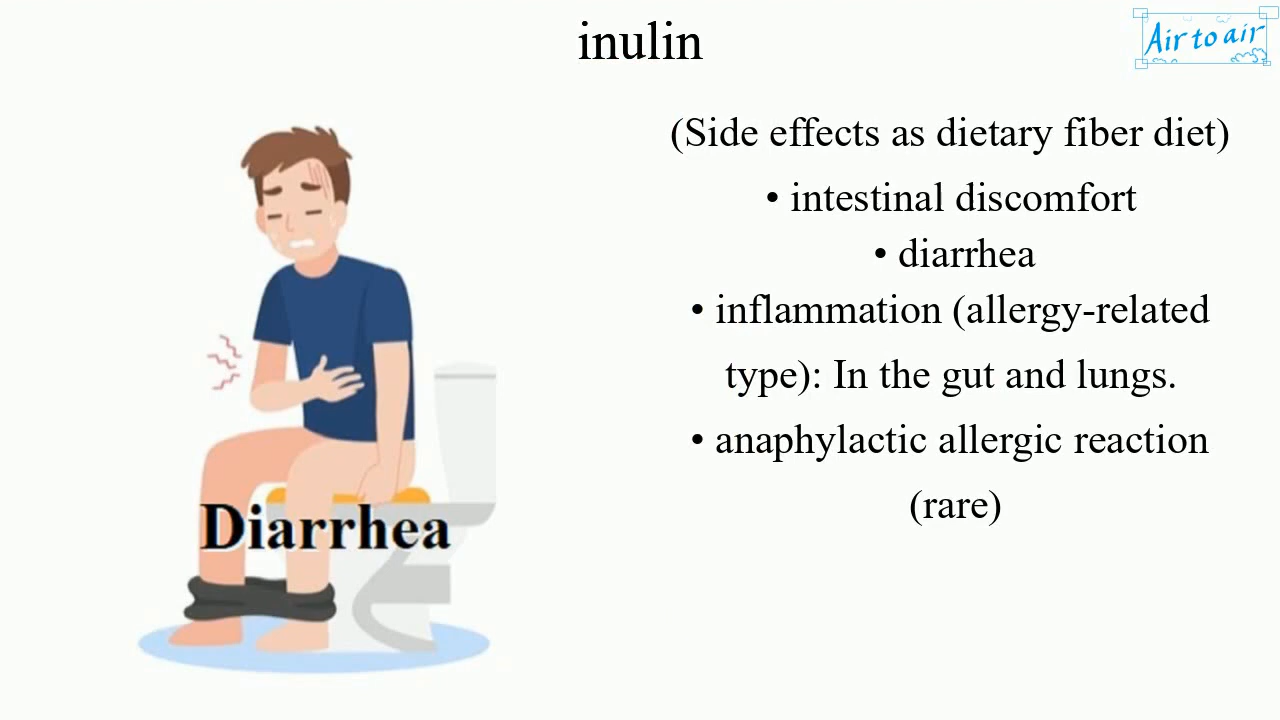 inulin
Air to air
(Side effects as dietary fiber diet)
• intestinal discomfort
• diarrhea
• inflammation (allergy-related
type): In the gut and lungs.
• anaphylactic allergic reaction
(rare)
Diarrhea